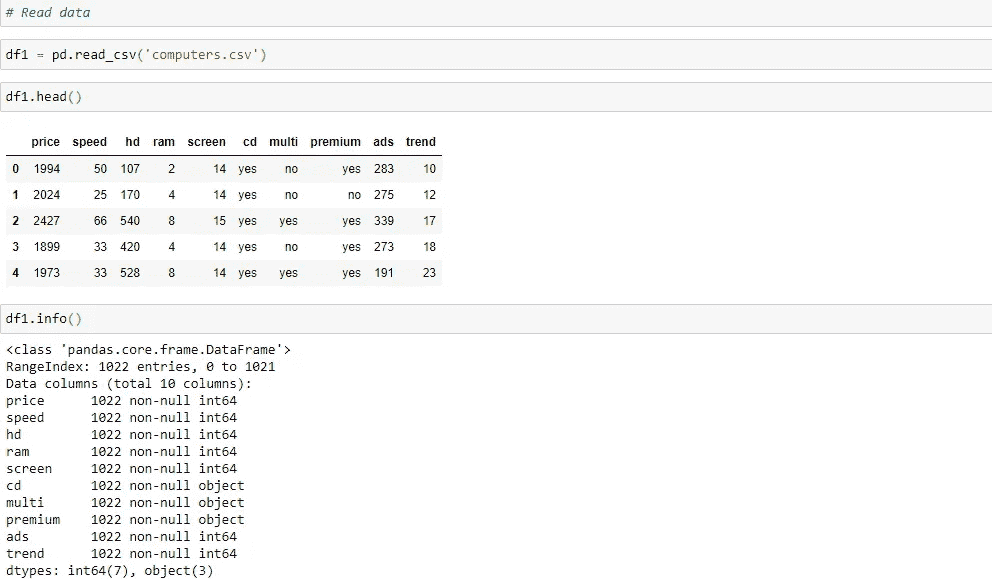 # Read data
df1 = pd.read_csv('computers.csv')
df1.head()
price speed hd ram screen cd multi premium ads trend
0 1994 50 107 2 14 yes no yes 283 10
1 2024 25 170 4 14 yes no no 275 12
2 2427 66 540 8 15 yes yes yes 339 17
3 1899 33 420 4 14 yes no yes 273 18
4 1973 33 528 8 14 yes yes yes 191 23
df1.info()
<class 'pandas.core.frame.DataFrame'>
RangeIndex: 1022 entries, 0 to 1021
Data columns (total 10 columns):
price 1022 non-null int64
speed 1022 non-null int64
hd 1022 non-null int64
ram 1022 non-null int64
screen 1022 non-null int64
cd 1022 non-null object
multi 1022 non-null object
premium 1022 non-null object
ads 1022 non-null int64
trend 1022 non-null int64
dtypes: int64(7), object(3)